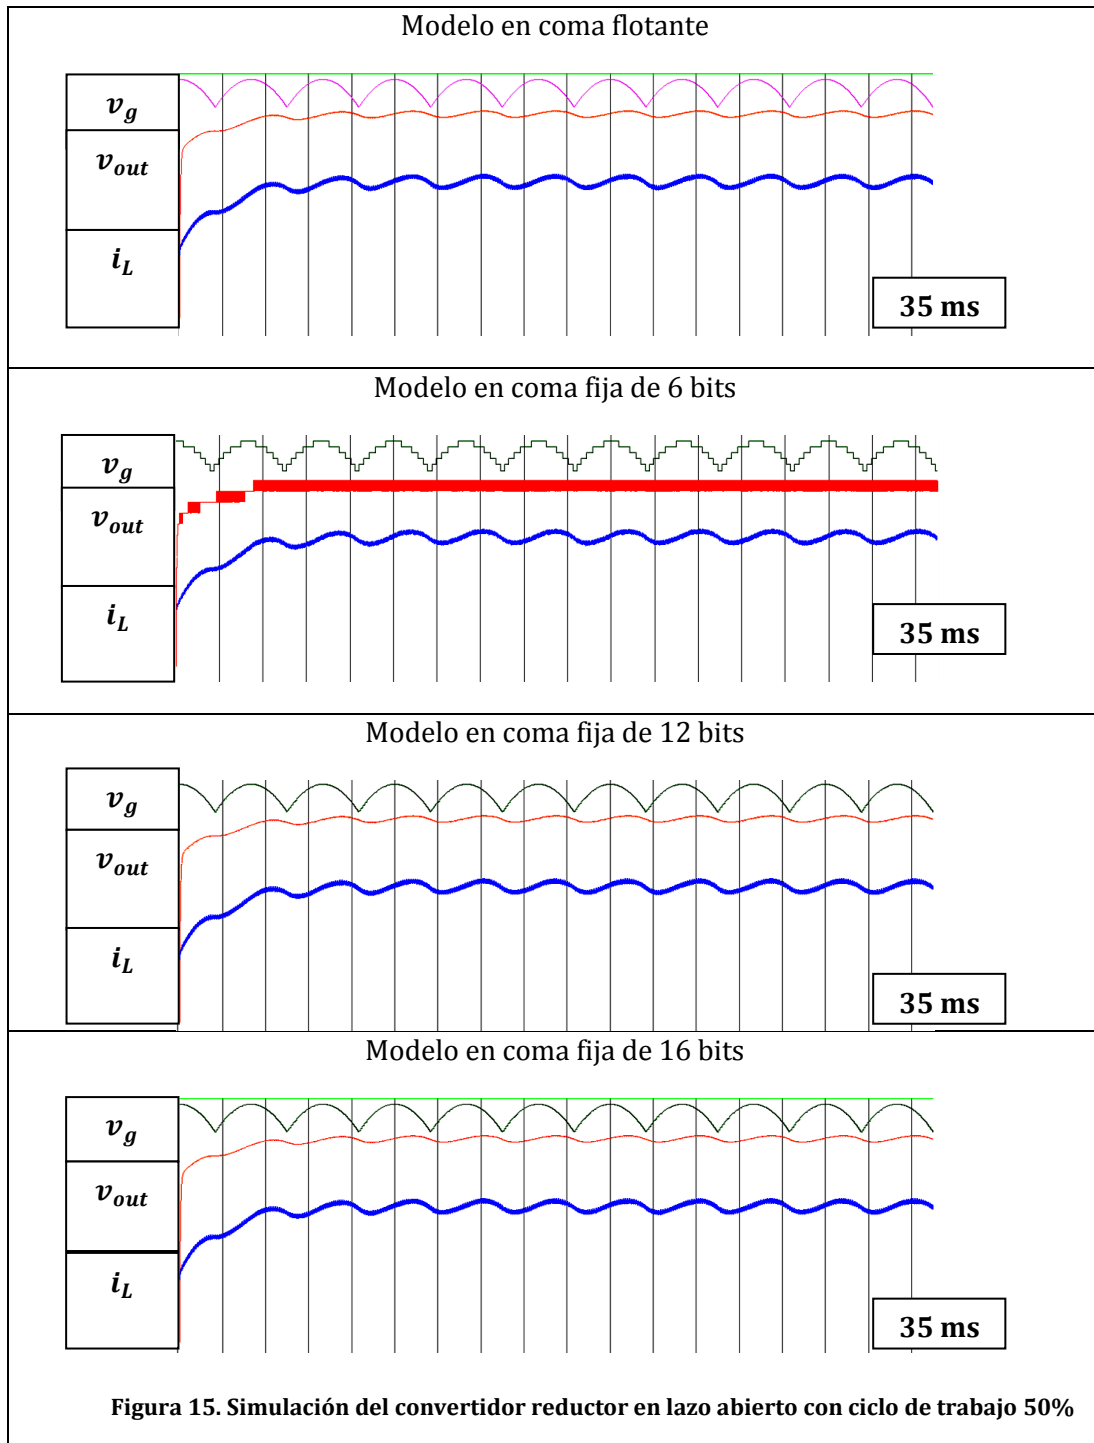 Modelo en coma flotante
v_g
v_out
i_L
35 ms
Modelo en coma fija de 6 bits
v_g
v_out
i_L
35 ms
Modelo en coma fija de 12 bits
v_g
v_out
i_L
35 ms
Modelo en coma fija de 16 bits
v_g
v_out
i_L
35 ms
Figura 15. Simulación del convertidor reductor en lazo abierto con ciclo de trabajo 50%